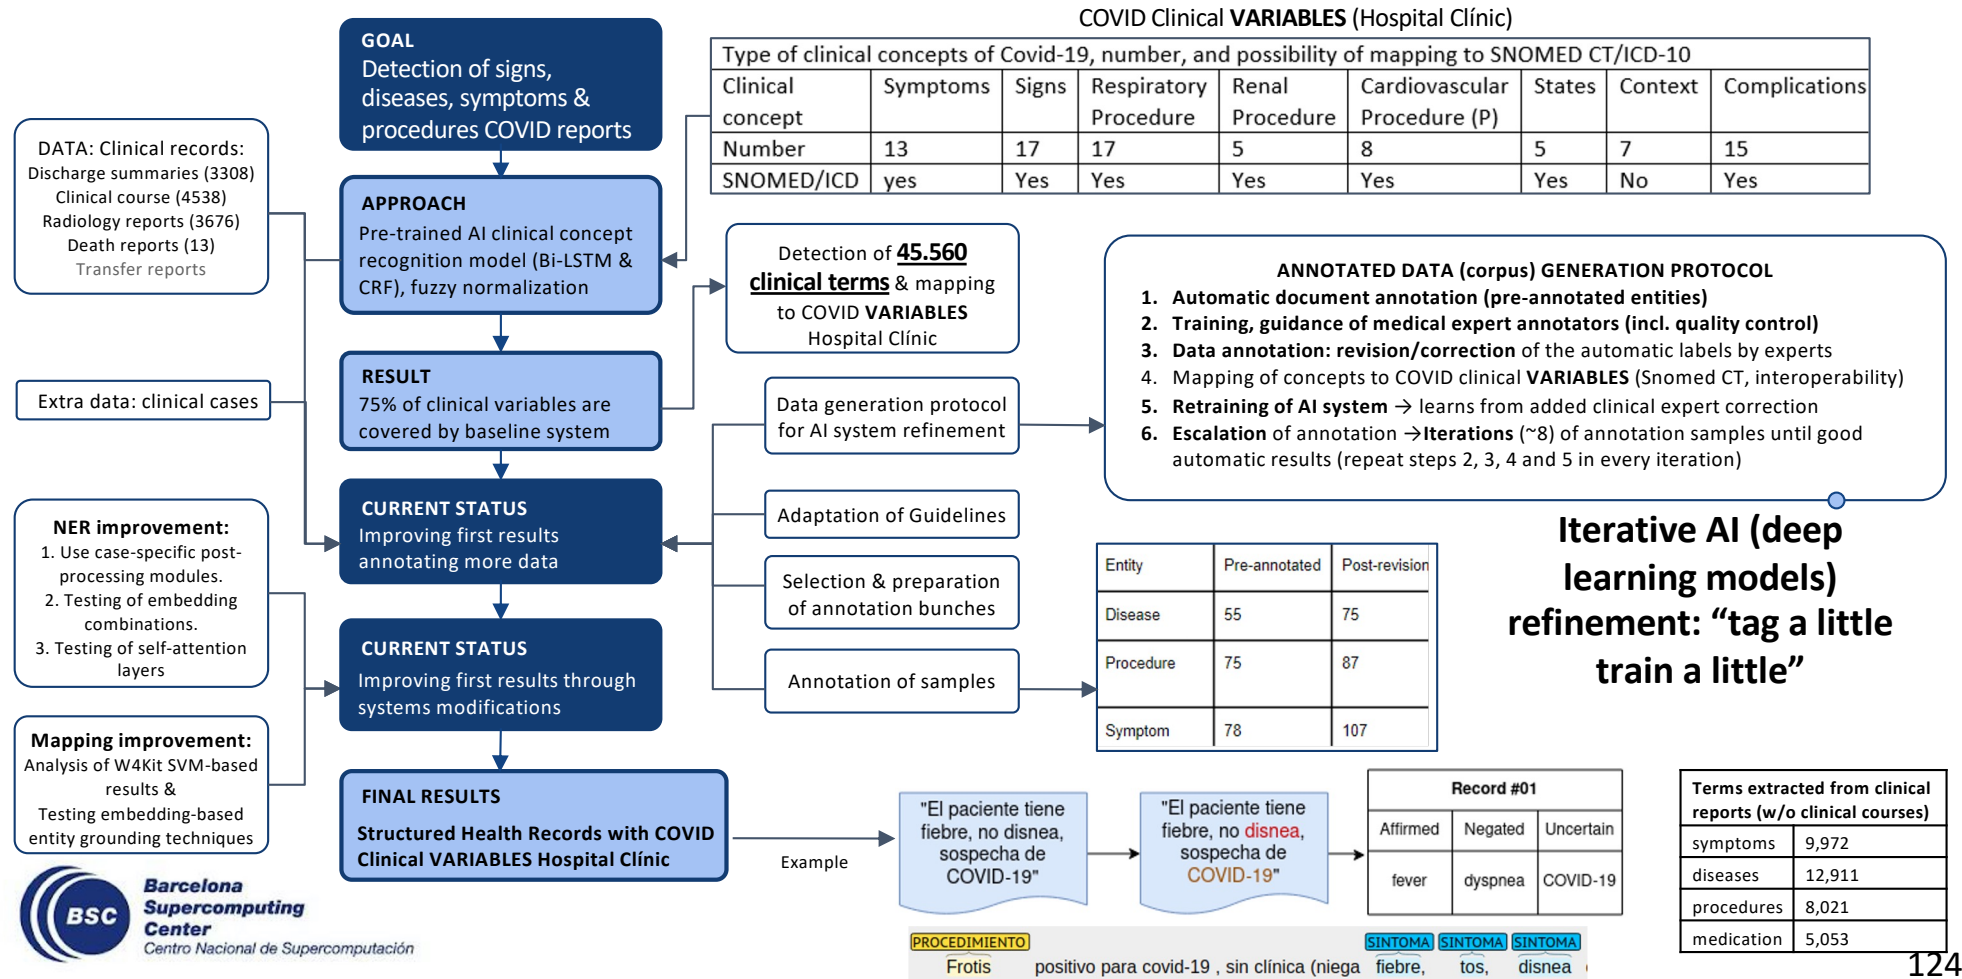 COVID Clinical VARIABLES (Hospital Clínic)
Type of clinical concepts of Covid-19, number, and possibility of mapping to SNOMED CT/ICD-10
Clinical concept Symptoms Signs Respiratory Procedure Renal Procedure Cardiovascular Procedure (P) States Context Complications
Number 13 17 17 5 8 5 7 15
SNOMED/ICD yes Yes Yes Yes Yes Yes No Yes
GOAL
Detection of signs,
diseases, symptoms &
procedures COVID reports
DATA: Clinical records:
Discharge summaries (3308)
Clinical course (4538)
Radiology reports (3676)
Death reports (13)
Transfer reports
APPROACH
Pre-trained AI clinical concept
recognition model (Bi-LSTM &
CRF), fuzzy normalization
Detection of 45.560
clinical terms & mapping
to COVID VARIABLES
Hospital Clínic
RESULT
75% of clinical variables are
covered by baseline system
Extra data: clinical cases
Data generation protocol
for AI system refinement
ANNOTATED DATA (corpus) GENERATION PROTOCOL
1. Automatic document annotation (pre-annotated entities)
2. Training, guidance of medical expert annotators (incl. quality control)
3. Data annotation: revision/correction of the automatic labels by experts
4. Mapping of concepts to COVID clinical VARIABLES (Snomed CT, interoperability)
5. Retraining of AI system → learns from added clinical expert correction
6. Escalation of annotation →Iterations (~8) of annotation samples until good
automatic results (repeat steps 2, 3, 4 and 5 in every iteration)
CURRENT STATUS
Improving first results
annotating more data
Adaptation of Guidelines
Selection & preparation
of annotation bunches
Annotation of samples
NER improvement:
1. Use case-specific post-
processing modules.
2. Testing of embedding
combinations.
3. Testing of self-attention
layers
CURRENT STATUS
Improving first results through
systems modifications
Entity Pre-annotated Post-revision
Disease 55 75
Procedure 75 87
Symptom 78 107
Iterative AI (deep
learning models)
refinement: “tag a little
train a little”
Mapping improvement:
Analysis of W4Kit SVM-based
results &
Testing embedding-based
entity grounding techniques
FINAL RESULTS
Structured Health Records with COVID
Clinical VARIABLES Hospital Clínic
Example
"El paciente tiene
fiebre, no disnea,
sospecha de
COVID-19"
"El paciente tiene
fiebre, no disnea,
sospecha de
COVID-19"
Record #01
Affirmed Negated Uncertain
fever dyspnea COVID-19
Terms extracted from clinical
reports (w/o clinical courses)
symptoms 9,972
diseases 12,911
procedures 8,021
medication 5,053
BSC
Barcelona
Supercomputing
Center
Centro Nacional de Supercomputación
PROCEDIMIENTO SINTOMA SINTOMA SINTOMA
Frotis positivo para covid-19 , sin clínica (niega fiebre, tos, disnea
124